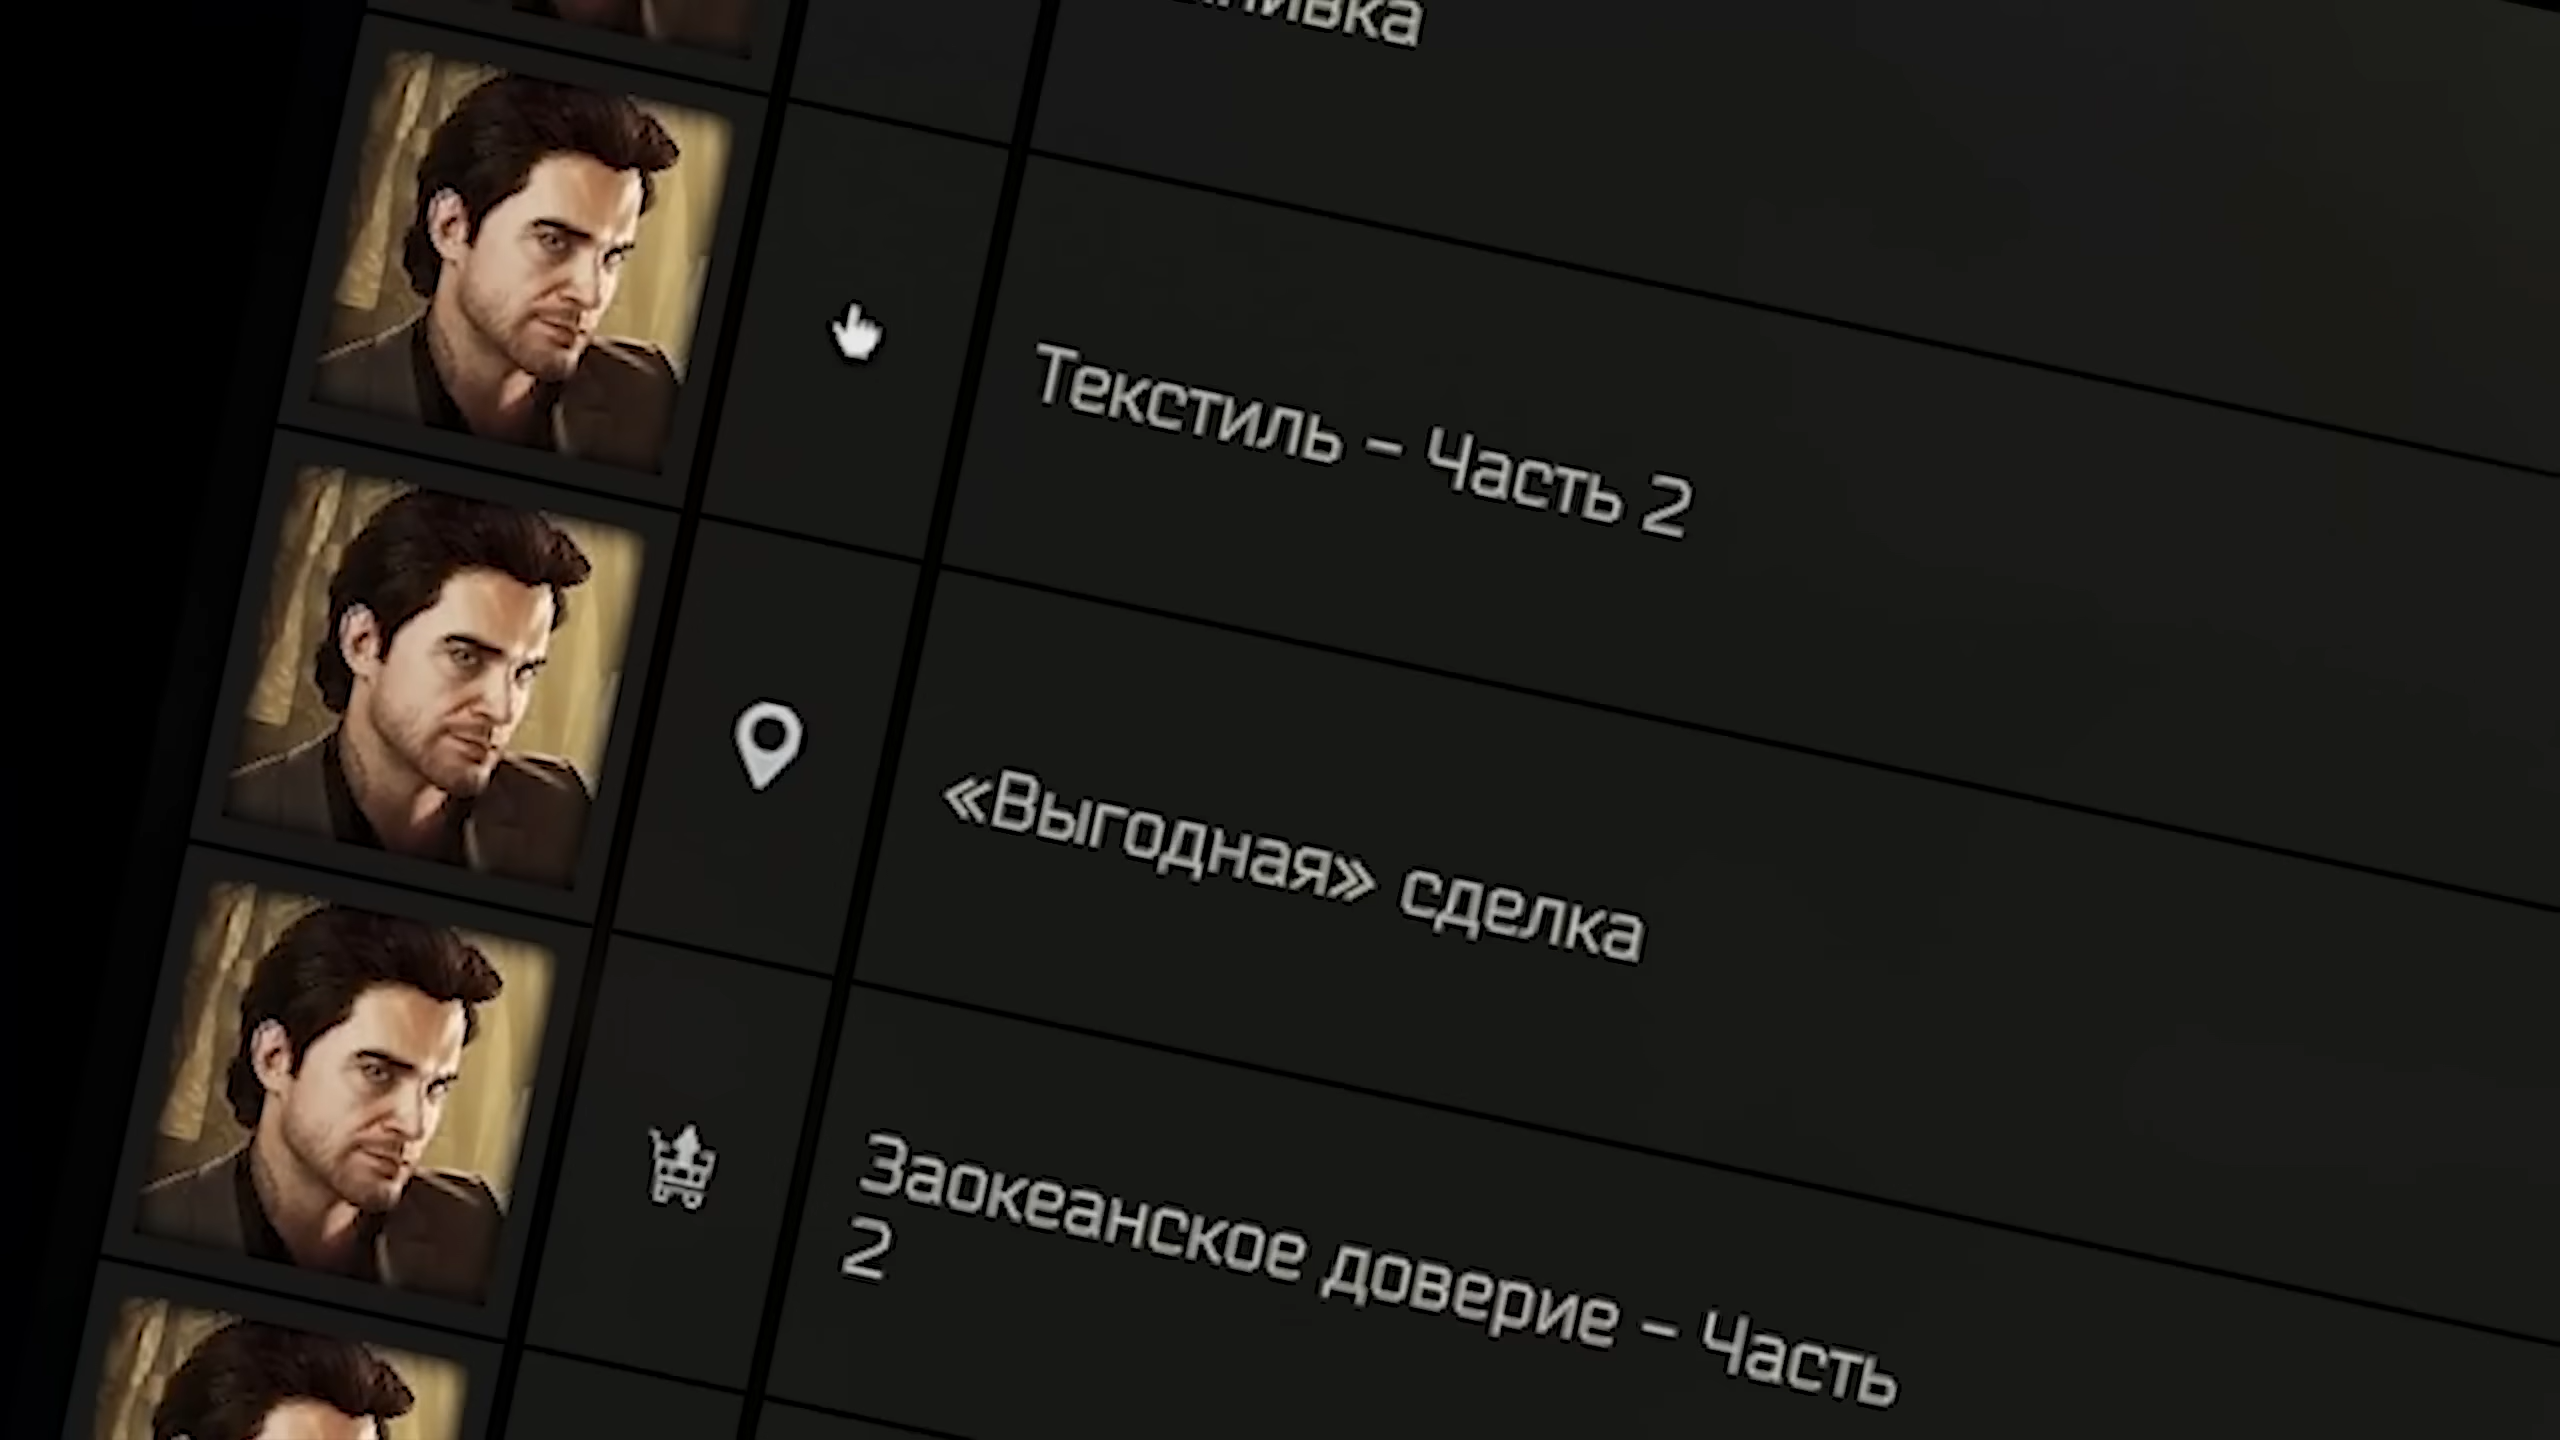 Текстиль – Часть 2
«Выгодная» сделка
Заокеанское доверие – Часть
2